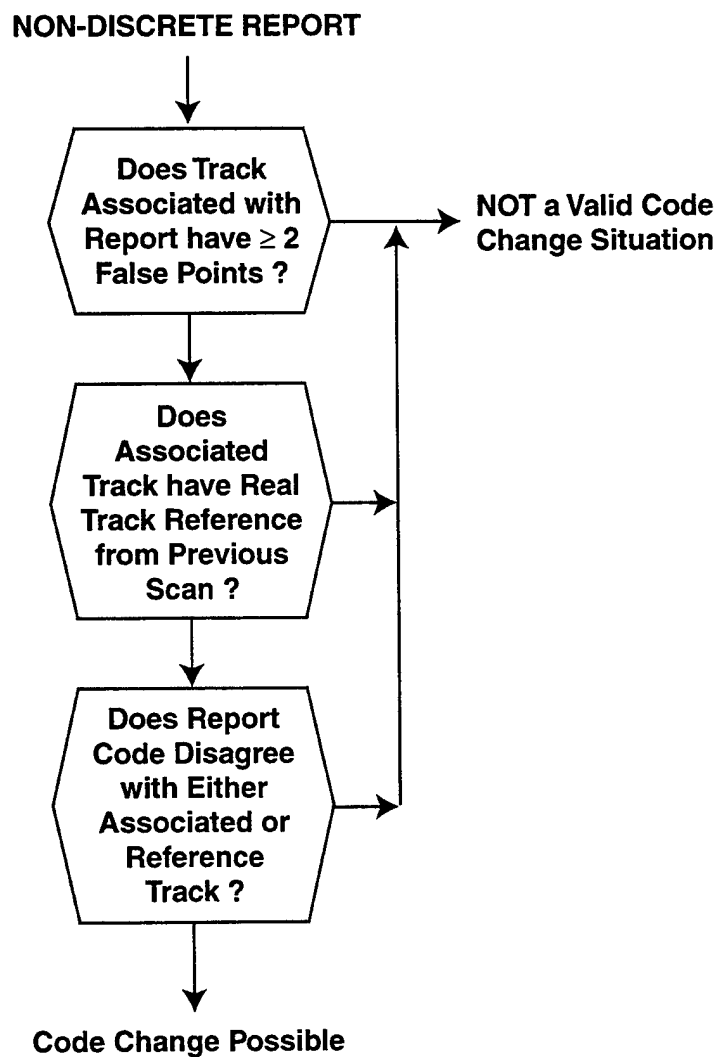 NON-DISCRETE REPORT
Does Track
Associated with
Report have ≥ 2
False Points ?
NOT a Valid Code
Change Situation
Does
Associated
Track have Real
Track Reference
from Previous
Scan ?
Does Report
Code Disagree
with Either
Associated or
Reference
Track ?
Code Change Possible